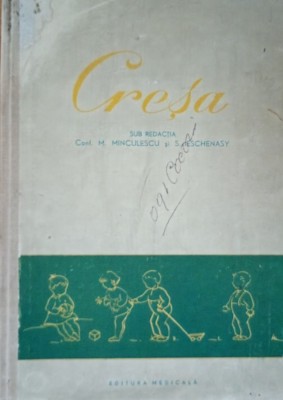 Creșa
SUB REDACȚIA
Conf. M. MINCULESCU și S. ESCHENASY
EDITURA MEDICALĂ